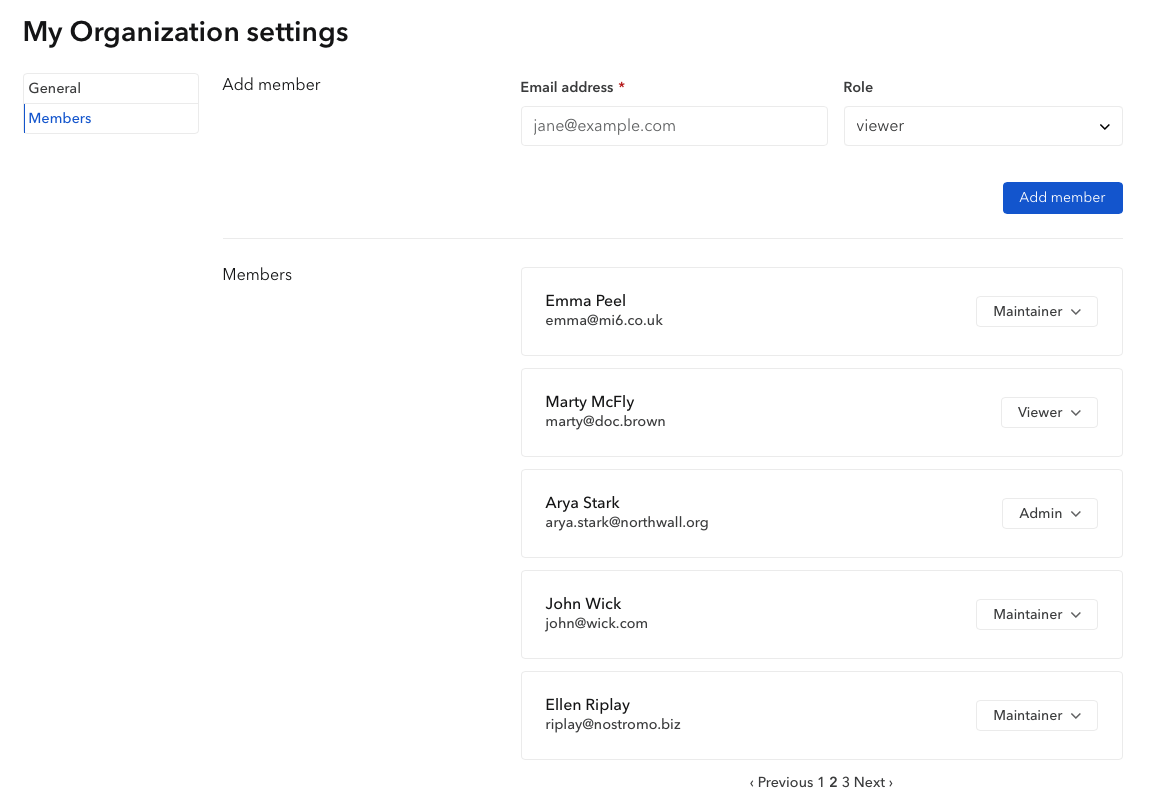 My Organization settings
General
Members
Add member
Email address *
Role
jane@example.com
viewer
Add member
Members
Emma Peel
emma@mi6.co.uk
Maintainer
Marty McFly
marty@doc.brown
Viewer
Arya Stark
arya.stark@northwall.org
Admin
John Wick
john@wick.com
Maintainer
Ellen Riplay
riplay@nostromo.biz
Maintainer
‹ Previous 1 2 3 Next ›